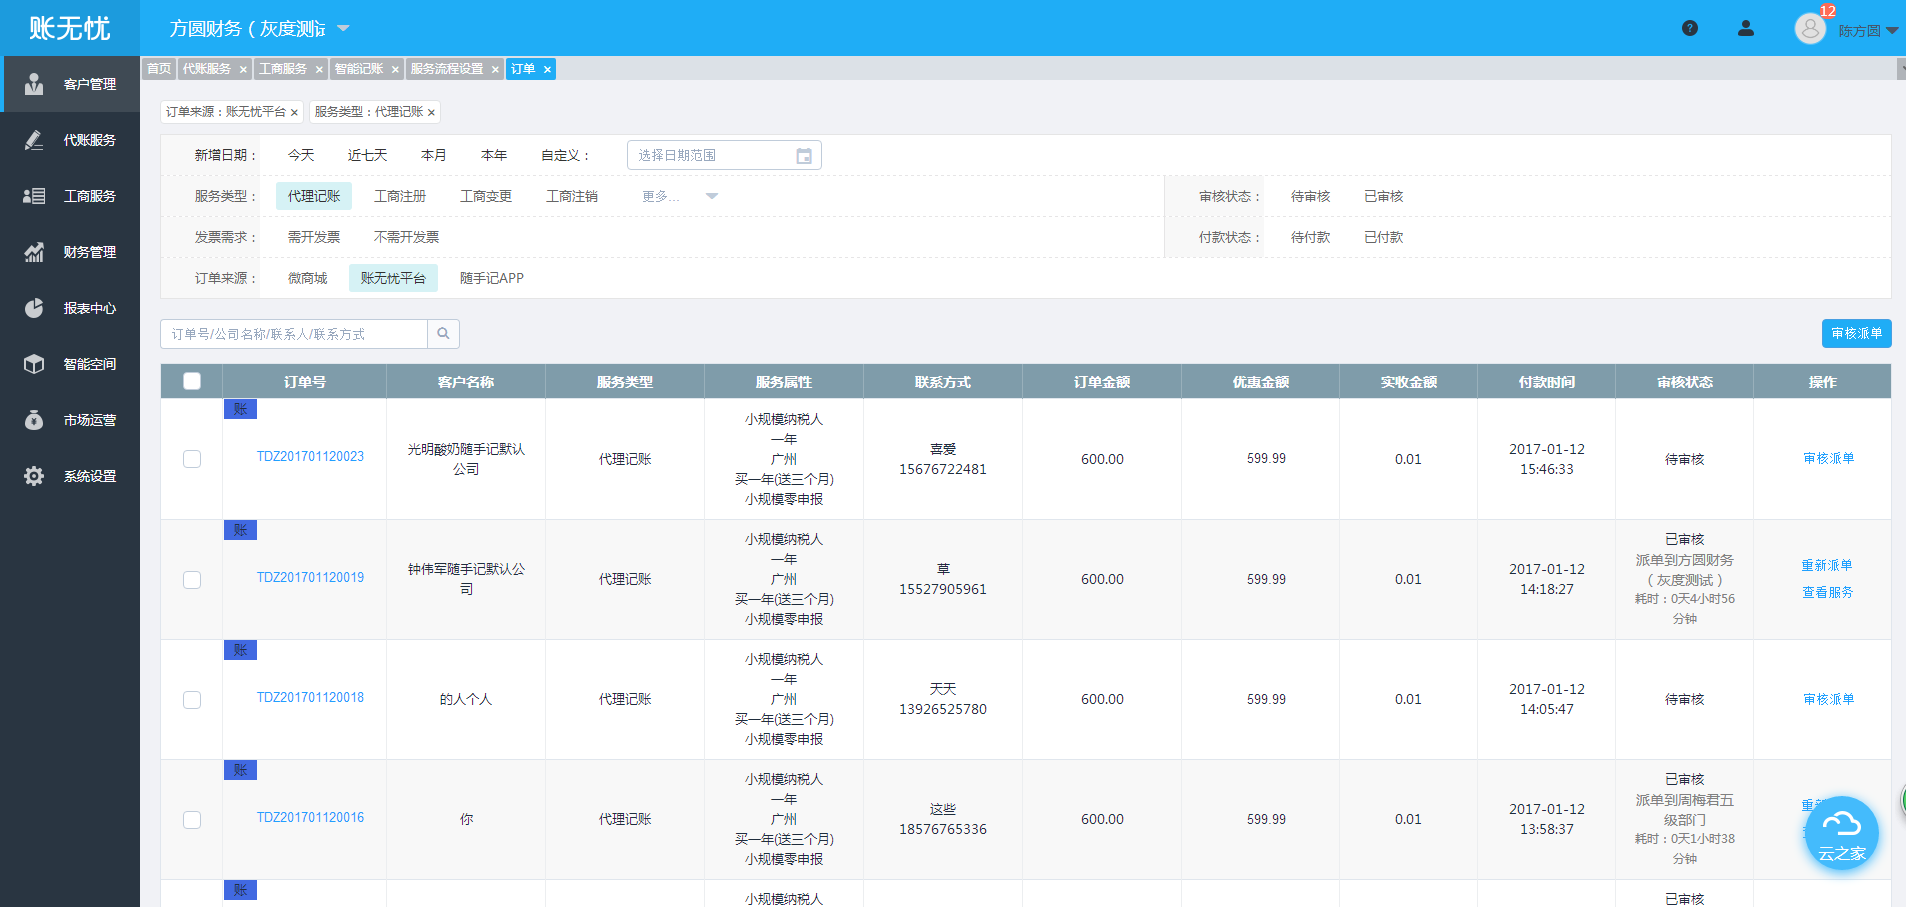 账无忧
方圆财务（灰度测试
12
陈方圆
客户管理
代账服务
工商服务
财务管理
报表中心
智能空间
市场运营
系统设置
首页 代账服务 × 工商服务 × 智能记账 × 服务流程设置 × 订单 ×
订单来源：账无忧平台 × 服务类型：代理记账 ×
新增日期： 今天 近七天 本月 本年 自定义： 选择日期范围
服务类型： 代理记账 工商注册 工商变更 工商注销 更多... 审核状态： 待审核 已审核
发票需求： 需开发票 不需开发票 付款状态： 待付款 已付款
订单来源： 微商城 账无忧平台 随手记APP
订单号/公司名称/联系人/联系方式
审核派单
订单号 客户名称 服务类型 服务属性 联系方式 订单金额 优惠金额 实收金额 付款时间 审核状态 操作
账
TDZ201701120023
光明酸奶随手记默认
公司
代理记账
小规模纳税人
一年
广州
买一年(送三个月)
小规模零申报
喜爱
15676722481
600.00
599.99
0.01
2017-01-12
15:46:33
待审核
审核派单
账
TDZ201701120019
钟伟军随手记默认公
司
代理记账
小规模纳税人
一年
广州
买一年(送三个月)
小规模零申报
草
15527905961
600.00
599.99
0.01
2017-01-12
14:18:27
已审核
派单到方圆财务
（灰度测试）
耗时：0天4小时56
分钟
重新派单
查看服务
账
TDZ201701120018
的人个人
代理记账
小规模纳税人
一年
广州
买一年(送三个月)
小规模零申报
天天
13926525780
600.00
599.99
0.01
2017-01-12
14:05:47
待审核
审核派单
账
TDZ201701120016
你
代理记账
小规模纳税人
一年
广州
买一年(送三个月)
小规模零申报
这些
18576765336
600.00
599.99
0.01
2017-01-12
13:58:37
已审核
派单到周梅君五
级部门
耗时：0天1小时38
分钟
重
云之家
账
小规模纳税人
已审核